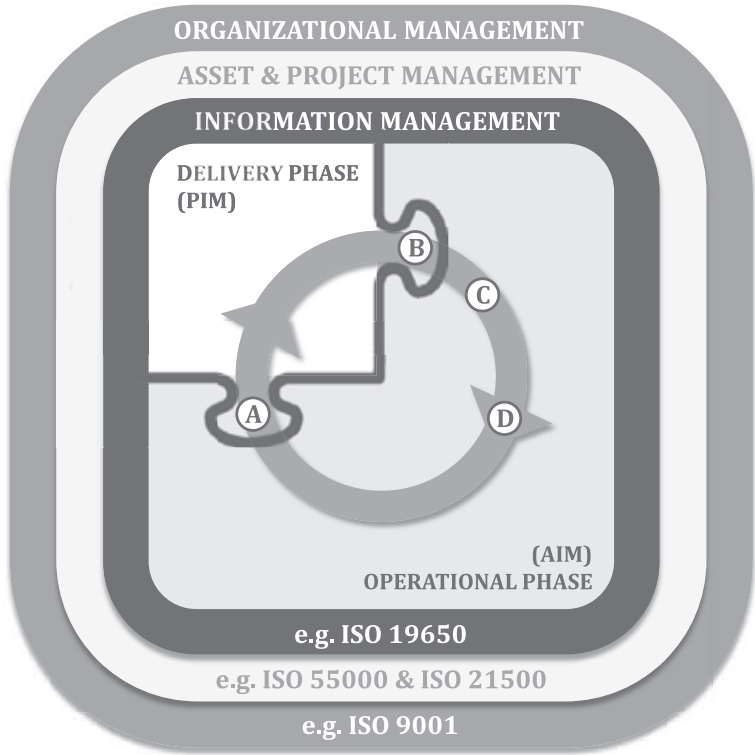 ORGANIZATIONAL MANAGEMENT
ASSET & PROJECT MANAGEMENT
INFORMATION MANAGEMENT
DELIVERY PHASE
(PIM)
B
C
A
D
(AIM)
OPERATIONAL PHASE
e.g. ISO 19650
e.g. ISO 55000 & ISO 21500
e.g. ISO 9001